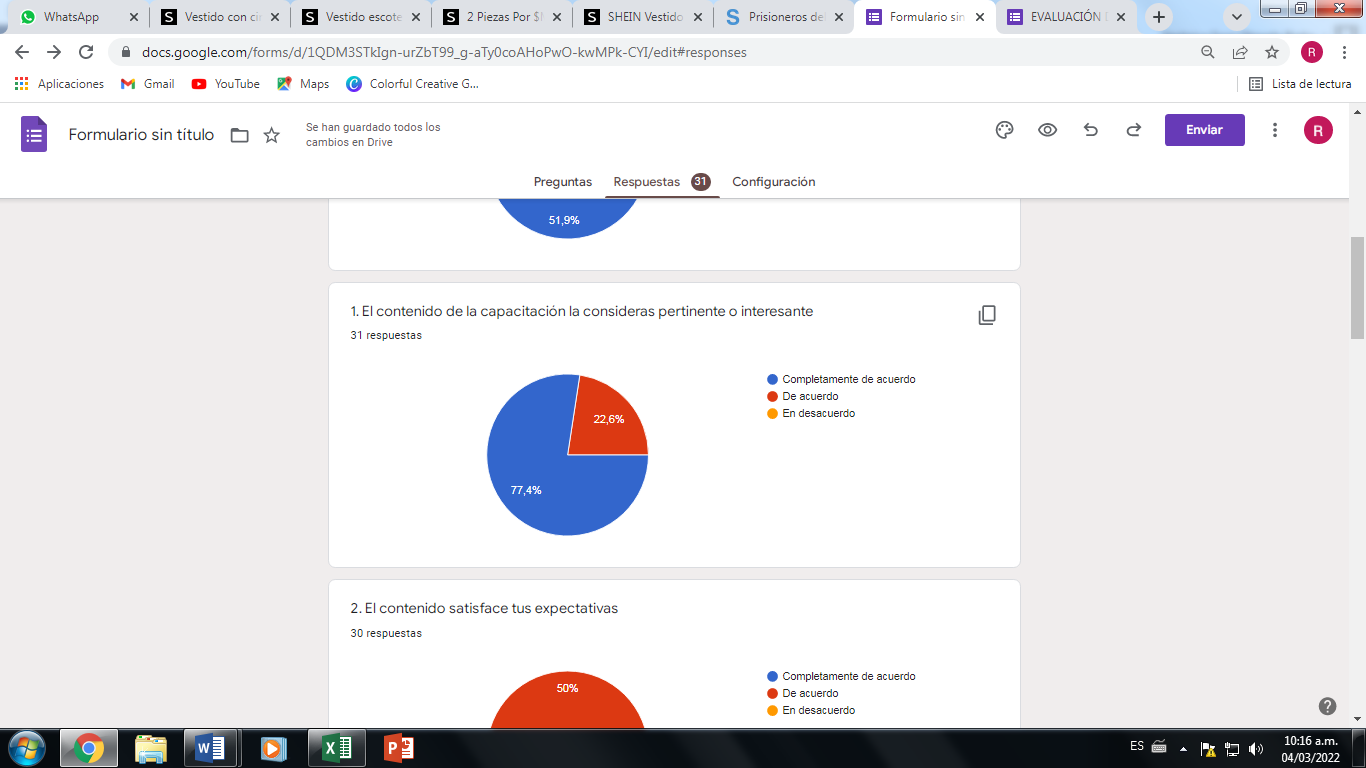 WhatsApp
Vestido con cin
Vestido escote
2 Piezas Por $M
SHEIN Vestido
Prisioneros de
Formulario sin
EVALUACIÓN D
docs.google.com/forms/d/1QDM3STkIgn-urZbT99_g-aTy0coAHoPwO-kwMPk-CYI/edit#responses
R
Aplicaciones
Gmail
YouTube
Maps
Colorful Creative G...
Lista de lectura
Formulario sin título
Se han guardado todos los
cambios en Drive
Enviar
R
Preguntas
Respuestas 31
Configuración
51,9%
1. El contenido de la capacitación la consideras pertinente o interesante
31 respuestas
Completamente de acuerdo
De acuerdo
En desacuerdo
22,6%
77,4%
2. El contenido satisface tus expectativas
30 respuestas
Completamente de acuerdo
De acuerdo
En desacuerdo
50%
ES
10:16 a.m.
04/03/2022